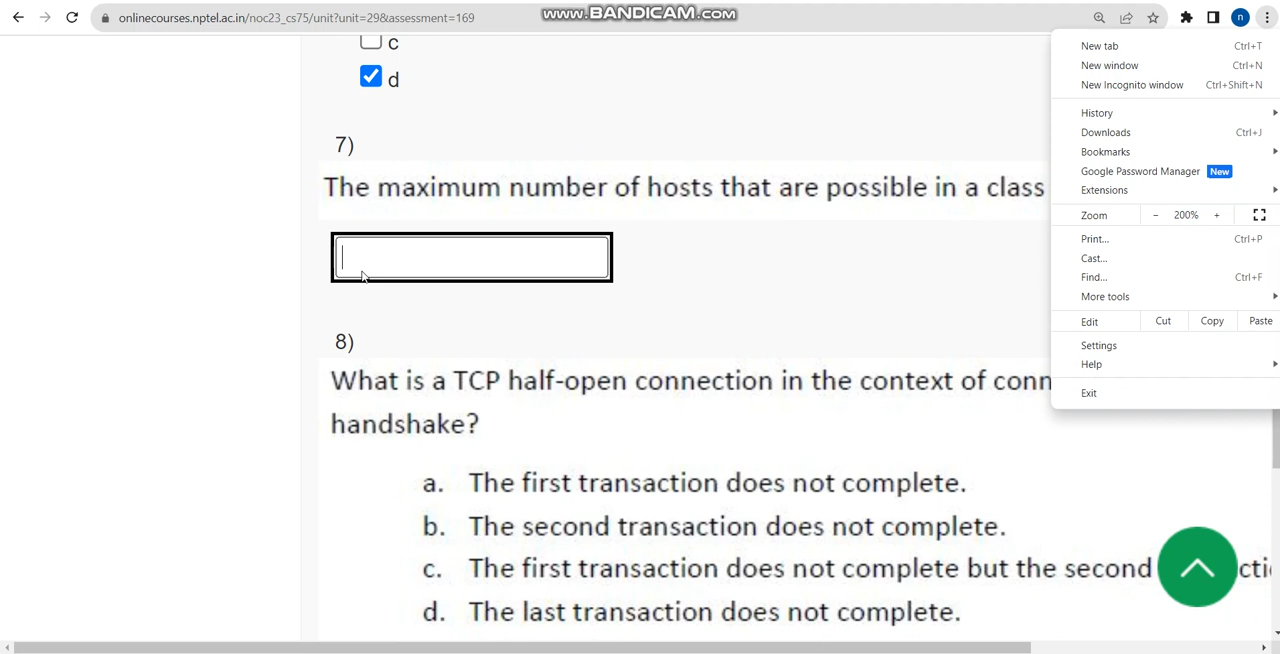 onlinecourses.nptel.ac.in/noc23_cs75/unit?unit=29&assessment=169
www.BANDICAM.com
n
c
d
7)
The maximum number of hosts that are possible in a class
8)
What is a TCP half-open connection in the context of conn
handshake?
a. The first transaction does not complete.
b. The second transaction does not complete.
c. The first transaction does not complete but the second
d. The last transaction does not complete.
New tab Ctrl+T
New window Ctrl+N
New Incognito window Ctrl+Shift+N
History
Downloads Ctrl+J
Bookmarks
Google Password Manager New
Extensions
Zoom - 200% +
Print... Ctrl+P
Cast...
Find... Ctrl+F
More tools
Edit Cut Copy Paste
Settings
Help
Exit